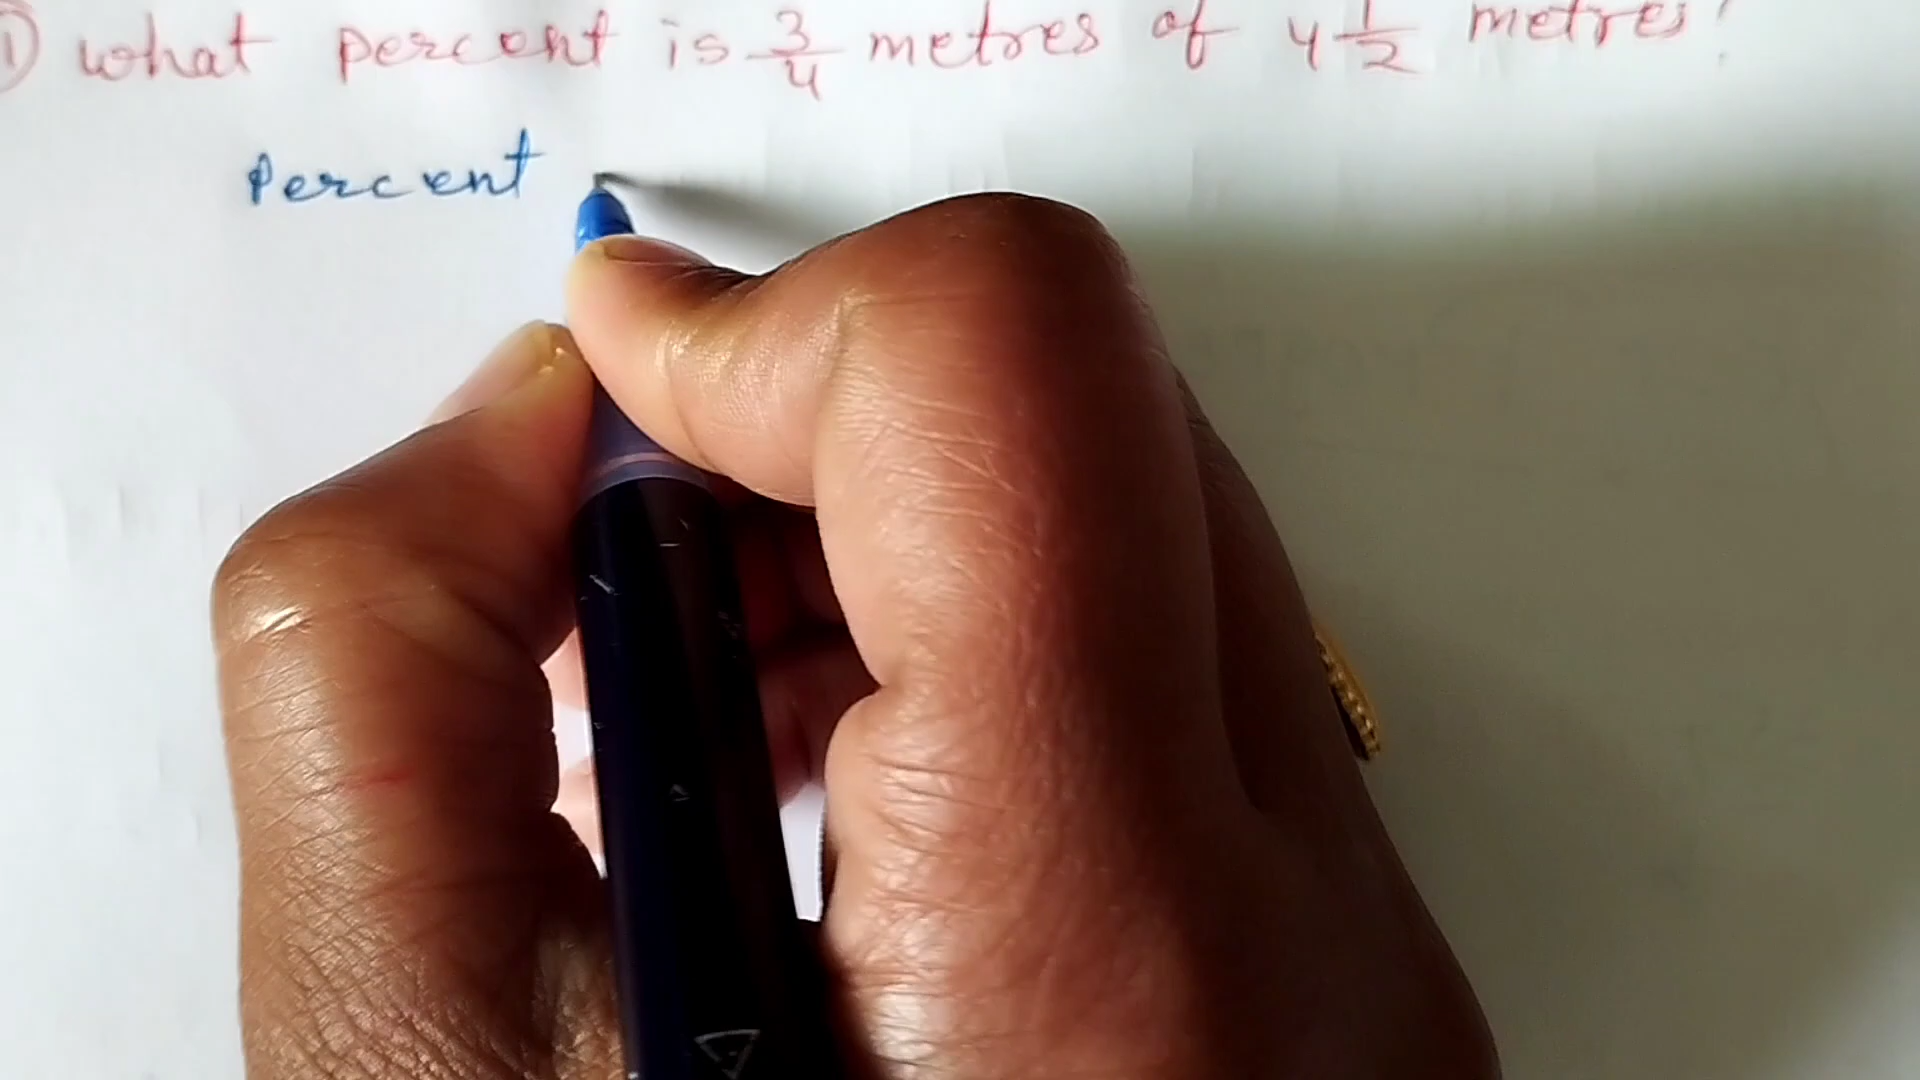 ① what percent is 3/4 metres of 4 1/2 metres?
Percent